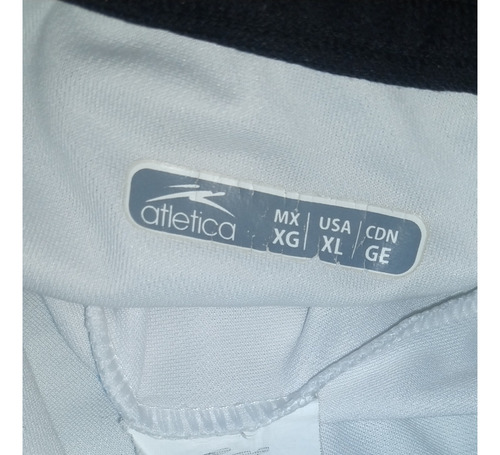 atletica
MX USA CDN
XG XL GE